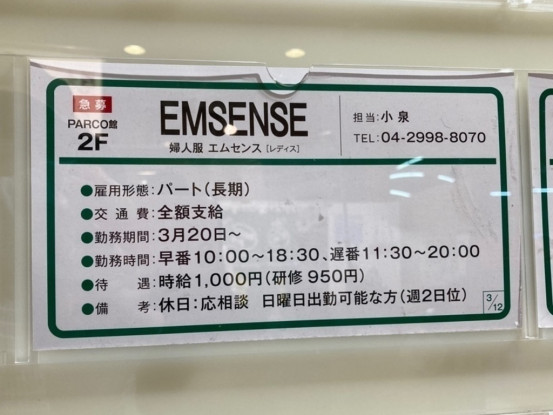 急募
PARCO館
2F
EMSENSE
婦人服 エムセンス [レディス]
担当:小泉
TEL:04-2998-8070
●雇用形態:パート(長期)
●交通費:全額支給
●勤務期間:3月20日〜
●勤務時間:早番10:00〜18:30、遅番11:30〜20:00
●待遇:時給1,000円(研修 950円)
●備考:休日:応相談 日曜日出勤可能な方(週2日位)
3/12